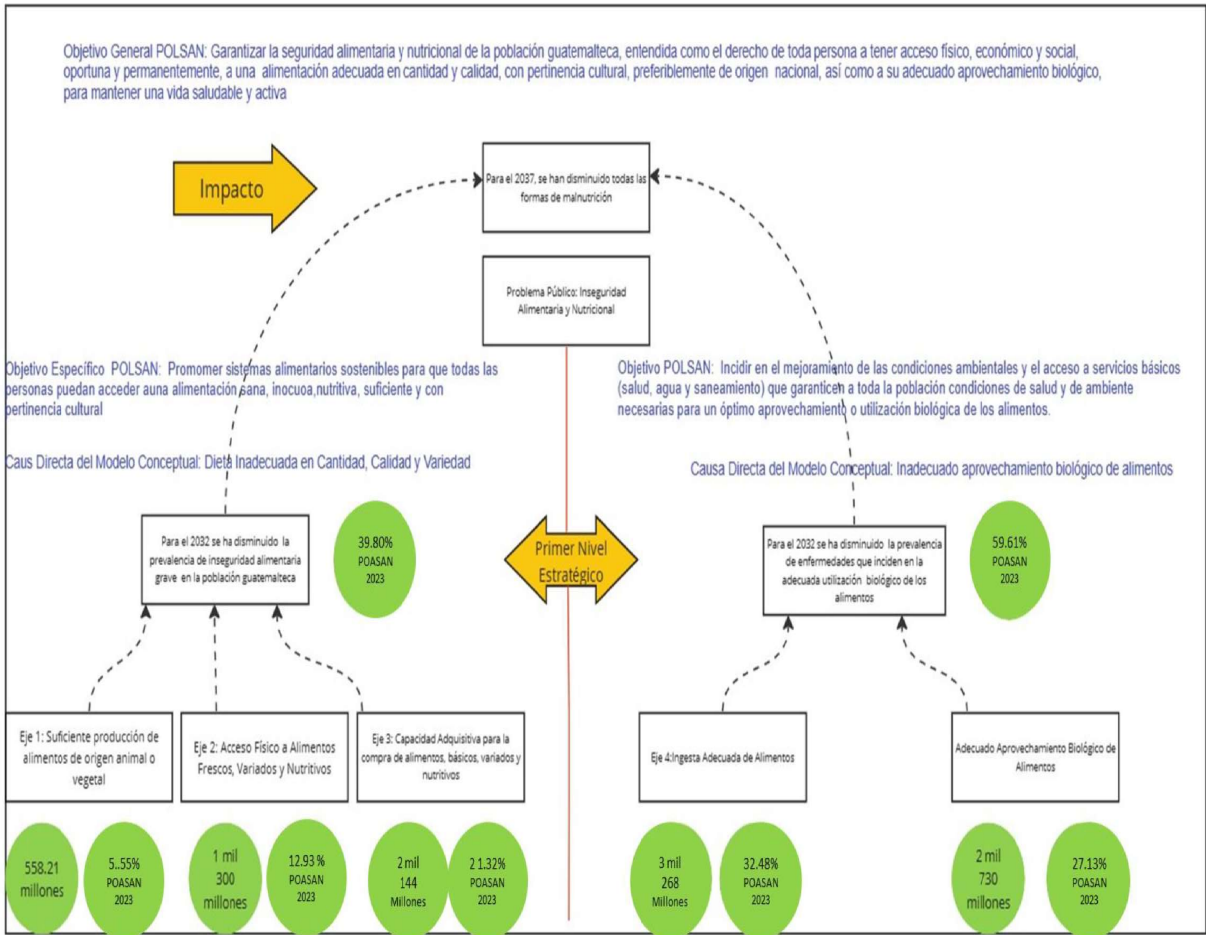 Objetivo General POLSAN: Garantizar la seguridad alimentaria y nutricional de la población guatemalteca, entendida como el derecho de toda persona a tener acceso físico, económico y social,
oportuna y permanentemente, a una alimentación adecuada en cantidad y calidad, con pertinencia cultural, preferiblemente de origen nacional, así como a su adecuado aprovechamiento biológico,
para mantener una vida saludable y activa
Impacto
Para el 2037, se han disminuido todas las
formas de malnutrición
Problema Público: Inseguridad
Alimentaria y Nutricional
Objetivo Específico POLSAN: Promomer sistemas alimentarios sostenibles para que todas las
personas puedan acceder auna alimentación sana, inocuoa,nutritiva, suficiente y con
pertinencia cultural
Objetivo POLSAN: Incidir en el mejoramiento de las condiciones ambientales y el acceso a servicios básicos
(salud, agua y saneamiento) que garanticen a toda la población condiciones de salud y de ambiente
necesarias para un óptimo aprovechamiento o utilización biológica de los alimentos.
Caus Directa del Modelo Conceptual: Dieta Inadecuada en Cantidad, Calidad y Variedad
Causa Directa del Modelo Conceptual: Inadecuado aprovechamiento biológico de alimentos
Para el 2032 se ha disminuido la
prevalencia de inseguridad alimentaria
grave en la población guatemalteca
39.80%
POASAN
2023
Primer Nivel
Estratégico
Para el 2032 se ha disminuido la prevalencia
de enfermedades que inciden en la
adecuada utilización biológico de los
alimentos
59.61%
POASAN
2023
Eje 1: Suficiente producción de
alimentos de origen animal o
vegetal
Eje 2: Acceso Físico a Alimentos
Frescos, Variados y Nutritivos
Eje 3: Capacidad Adquisitiva para la
compra de alimentos, básicos, variados y
nutritivos
Eje 4:Ingesta Adecuada de Alimentos
Adecuado Aprovechamiento Biológico de
Alimentos
558.21
millones
5..55%
POASAN
2023
1 mil
300
millones
12.93 %
POASAN
2023
2 mil
144
Millones
2 1.32%
POASAN
2023
3 mil
268
Millones
32.48%
POASAN
2023
2 mil
730
millones
27.13%
POASAN
2023